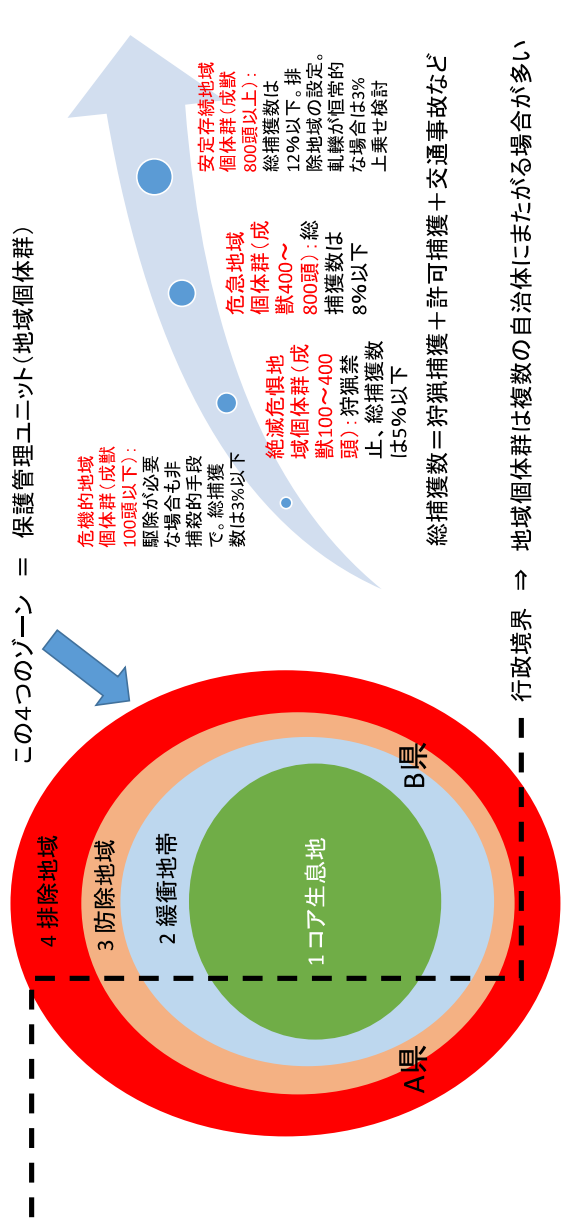 この4つのゾーン ＝ 保護管理ユニット(地域個体群)
4 排除地域
3 防除地域
2 緩衝地帯
1コア生息地
A県
B県
危機的地域
個体群(成獣
100頭以下):
駆除が必要
な場合も非
捕殺的手段
で。総捕獲
数は3%以下
絶滅危惧地
域個体群(成
獣100～400
頭):狩猟禁
止、総捕獲数
は5%以下
危急地域
個体群(成
獣400～
800頭):総
捕獲数は
8%以下
安定存続地域
個体群(成獣
800頭以上):
総捕獲数は
12%以下。排
除地域の設定。
軋轢が恒常的
な場合は3%
上乗せ検討
総捕獲数＝狩猟捕獲＋許可捕獲＋交通事故など
行政境界 ⇒ 地域個体群は複数の自治体にまたがる場合が多い